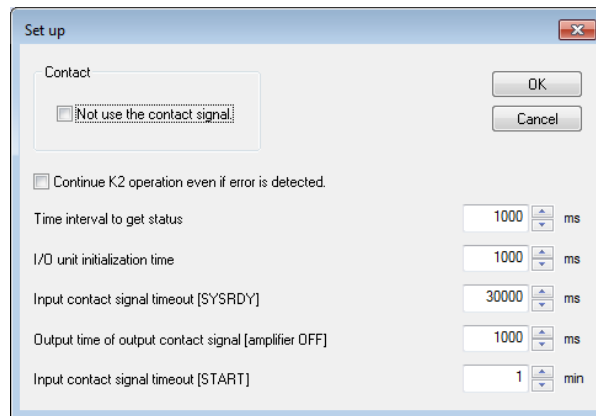 Set up
Contact
Not use the contact signal.
OK
Cancel
Continue K2 operation even if error is detected.
Time interval to get status 1000 ms
I/O unit initialization time 1000 ms
Input contact signal timeout [SYSRDY] 30000 ms
Output time of output contact signal [amplifier OFF] 1000 ms
Input contact signal timeout [START] 1 min